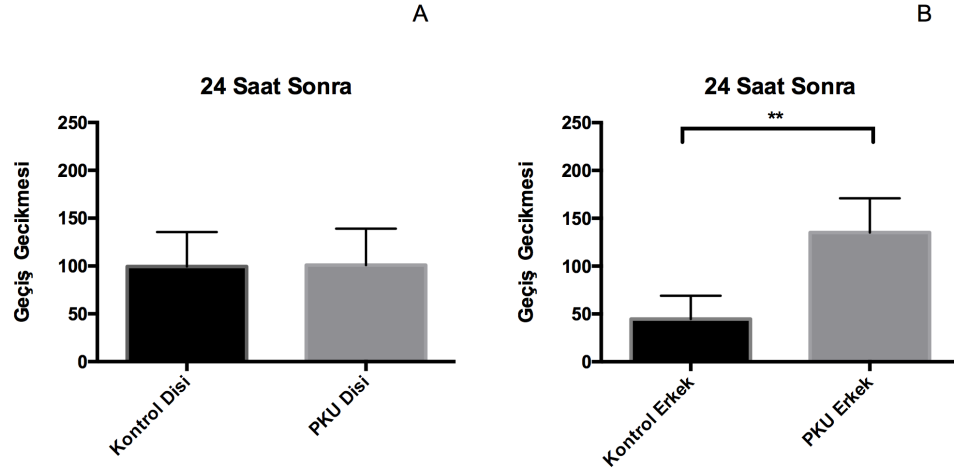 A
24 Saat Sonra
Geçiş Gecikmesi
250
200
150
100
50
0
Kontrol Disi
PKU Disi
B
24 Saat Sonra
**
Geçiş Gecikmesi
250
200
150
100
50
0
Kontrol Erkek
PKU Erkek